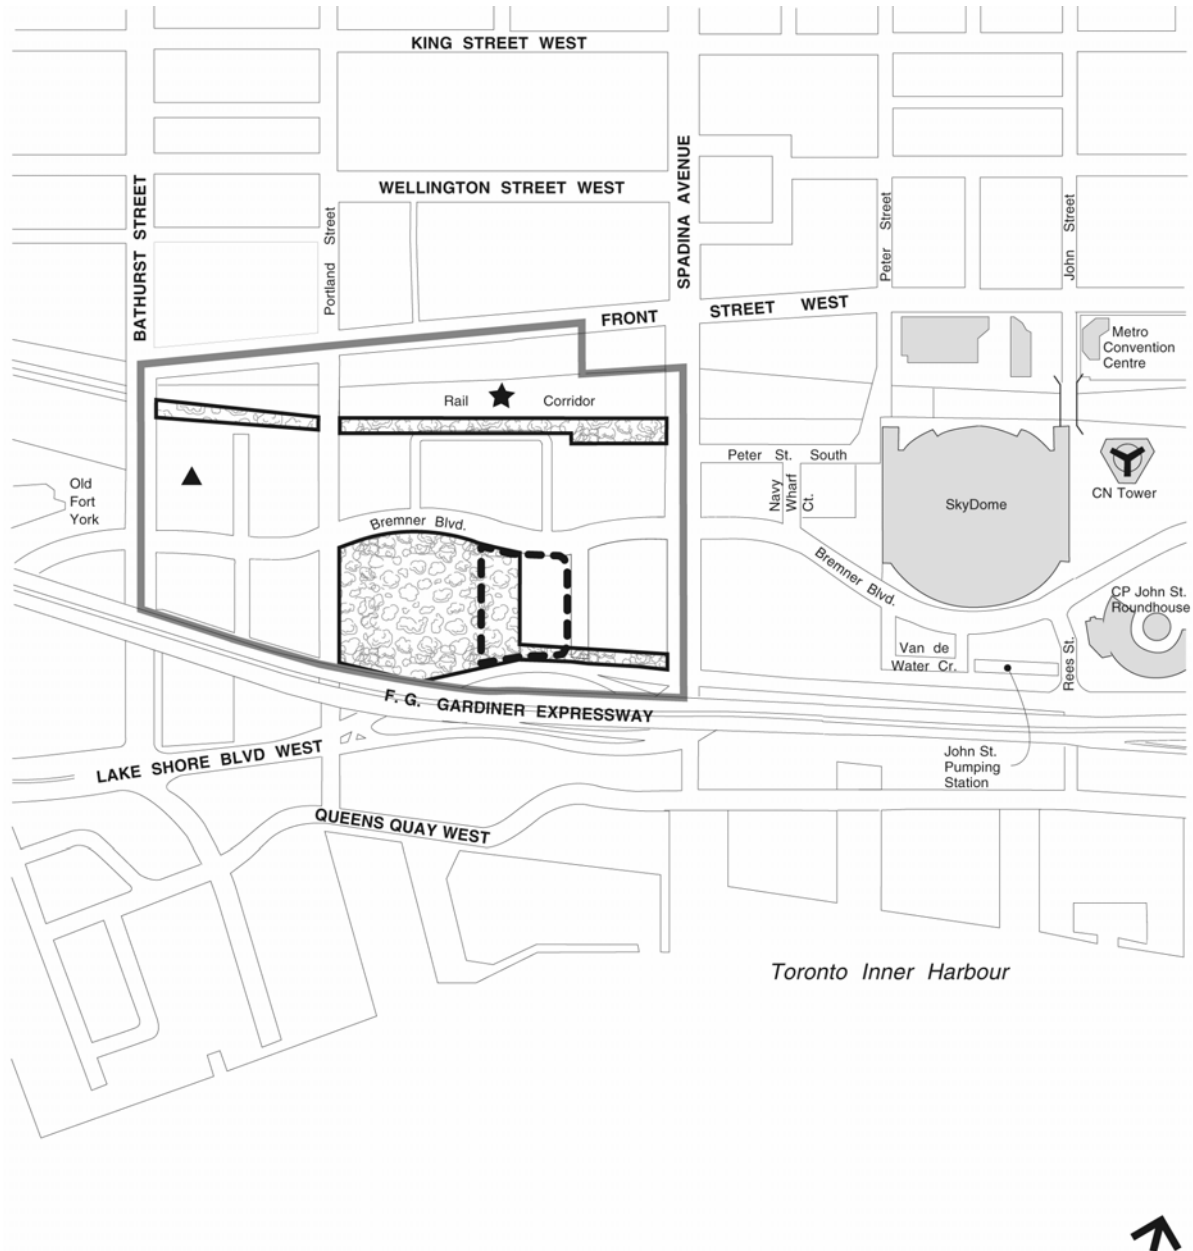 KING STREET WEST
WELLINGTON STREET WEST
BATHURST STREET
Portland Street
SPADINA AVENUE
Peter Street
John Street
FRONT STREET WEST
Metro
Convention
Centre
Rail Corridor
Peter St. South
Navy
Wharf
Ct.
SkyDome
CN Tower
Old
Fort
York
Bremner Blvd.
Bremner Blvd.
CP John St.
Roundhouse
Van de
Water Cr.
Rees St.
F. G. GARDINER EXPRESSWAY
LAKE SHORE BLVD WEST
John St.
Pumping
Station
QUEENS QUAY WEST
Toronto Inner Harbour